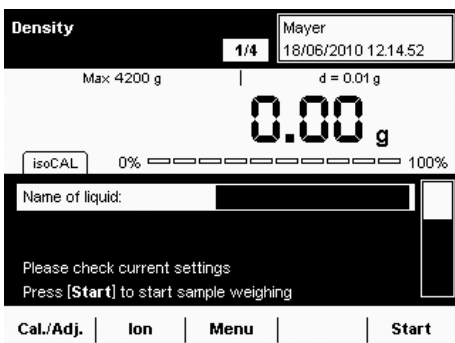 Density
1/4
Mayer
18/06/2010 12.14.52
Max 4200 g
d = 0.01 g
0.00 g
isoCAL 0% 100%
Name of liquid:
Please check current settings
Press [Start] to start sample weighing
Cal./Adj. Ion Menu Start